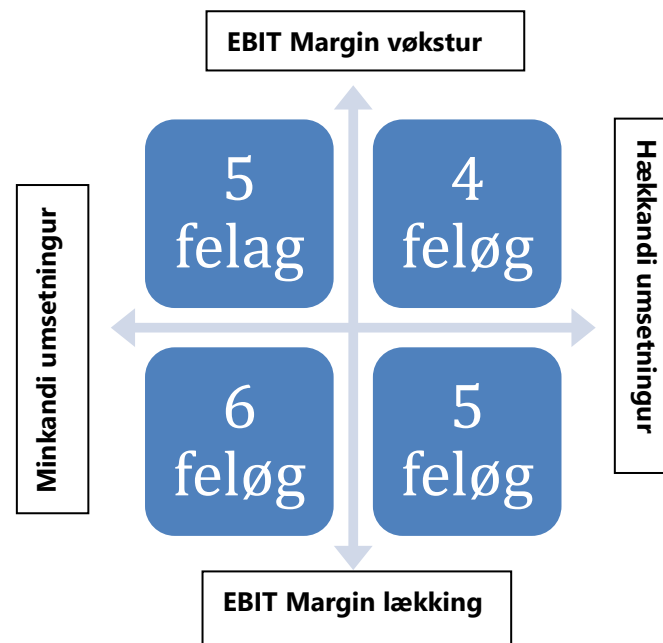 EBIT Margin vøkstur
5
felag
4
feløg
Minkandi umsetningur
Hækkandi umsetningur
6
feløg
5
feløg
EBIT Margin lækking